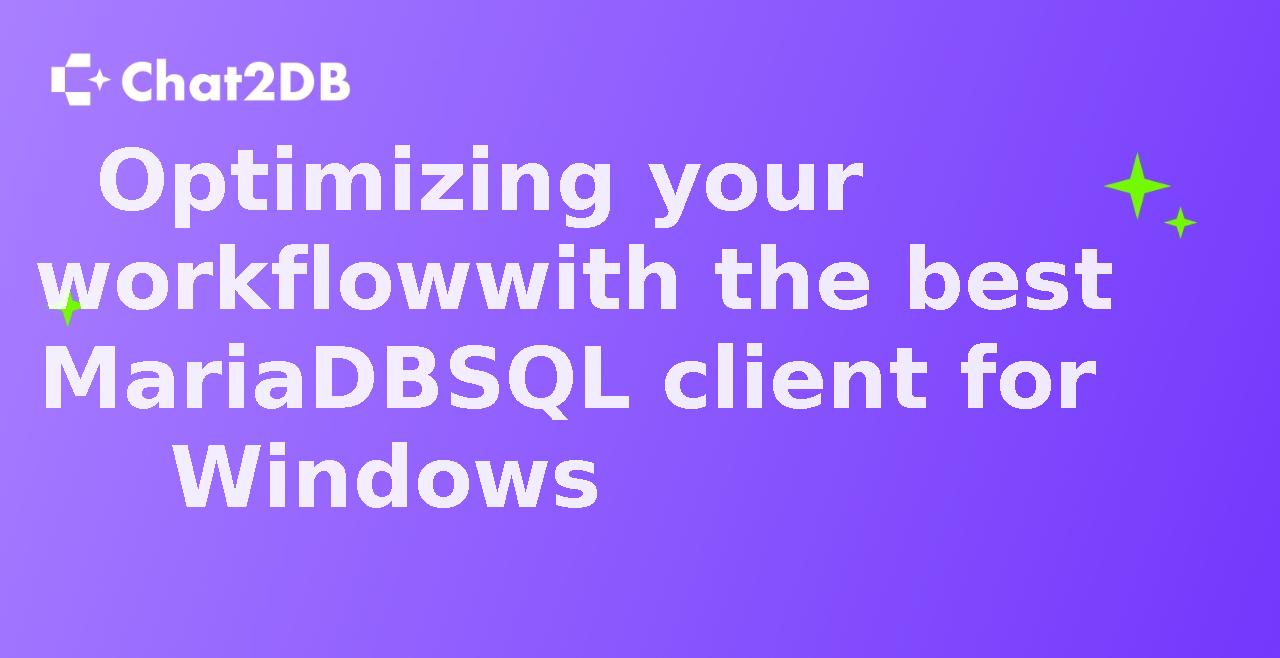 Chat2DB
Optimizing your
workflowwith the best
MariaDBSQL client for
Windows